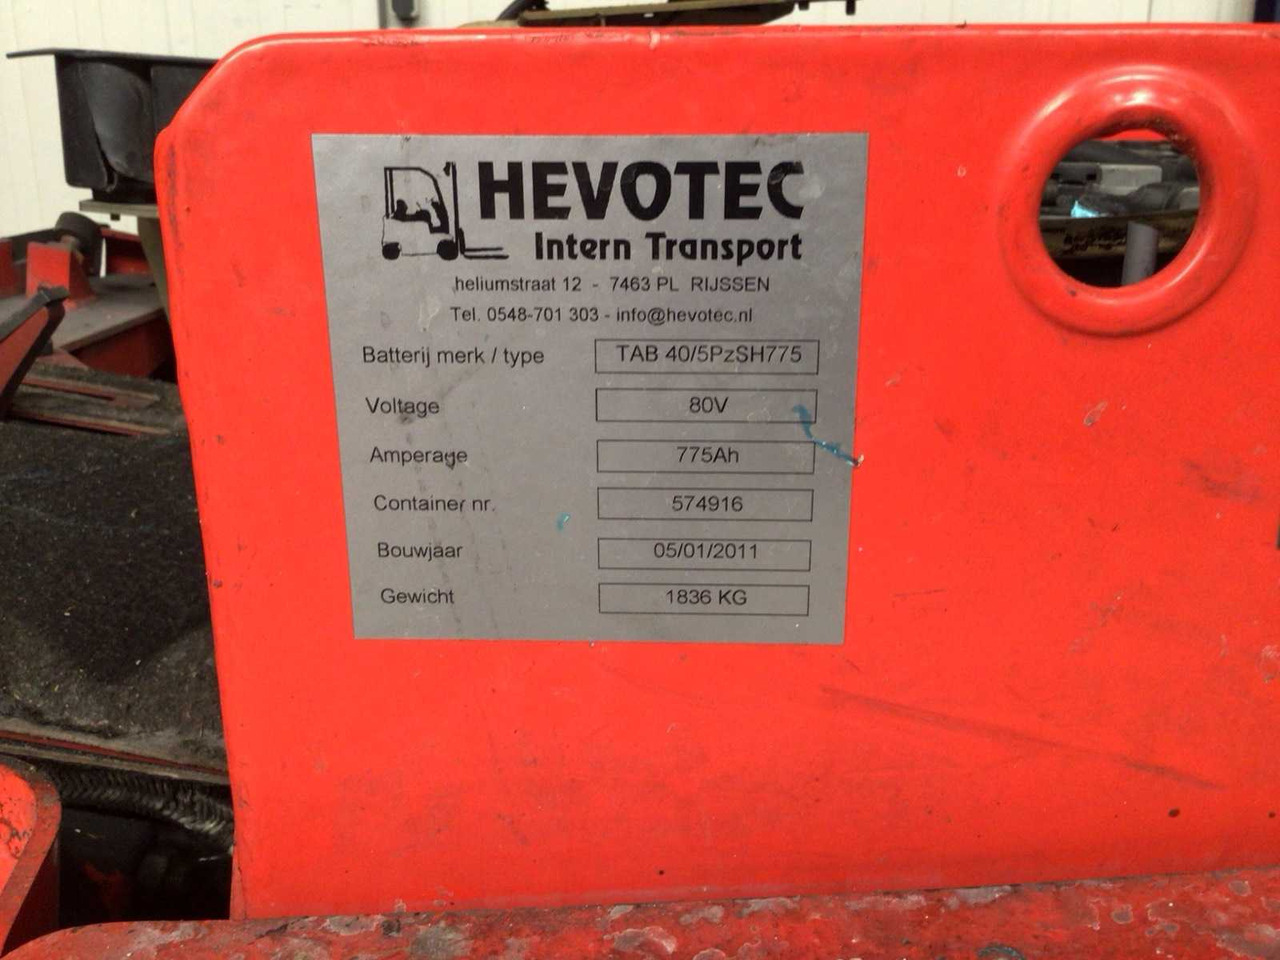 HEVOTEC
Intern Transport
heliumstraat 12 - 7463 PL RIJSSEN
Tel. 0548-701 303 - info@hevotec.nl
Batterij merk / type TAB 40/5PzSH775
Voltage 80V
Amperage 775Ah
Container nr. 574916
Bouwjaar 05/01/2011
Gewicht 1836 KG